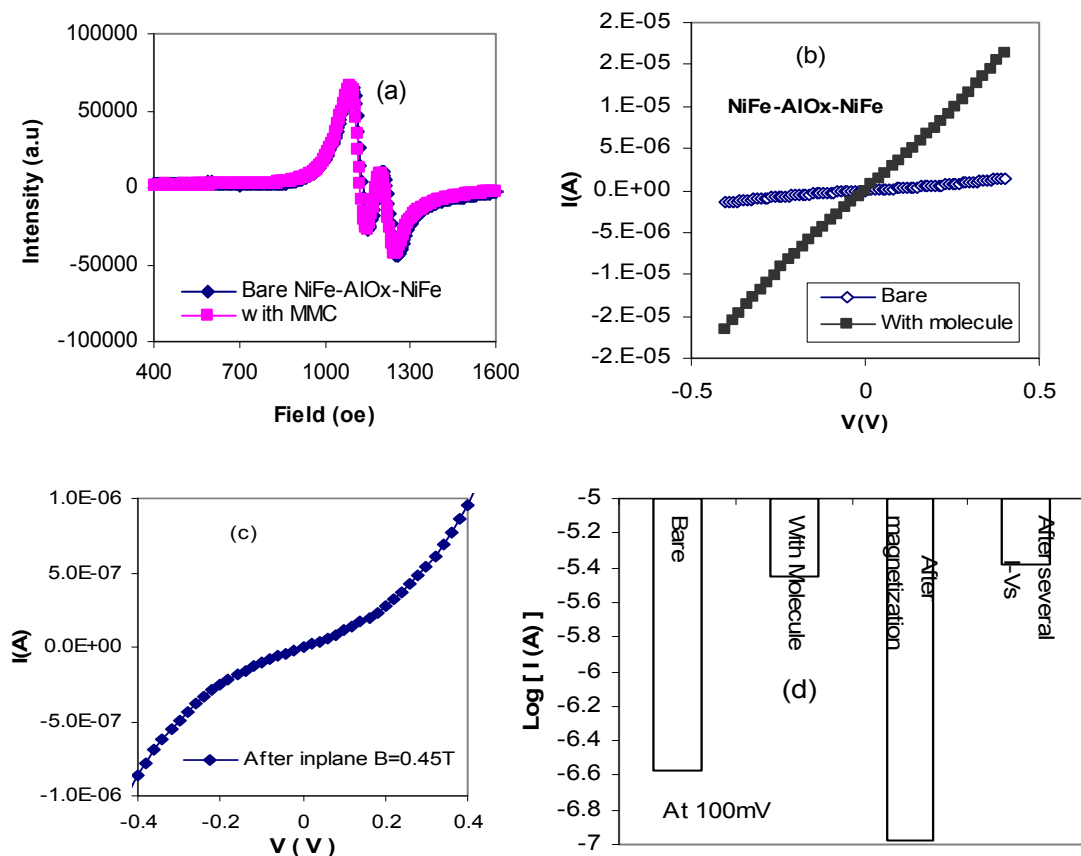 (a)
100000
50000
0
-50000
-100000
Intensity (a.u)
Bare NiFe-AlOx-NiFe
with MMC
400 700 1000 1300 1600
Field (oe)
(b)
2.E-05
2.E-05
1.E-05
5.E-06
0.E+00
-5.E-06
-1.E-05
-2.E-05
-2.E-05
I(A)
NiFe-AlOx-NiFe
Bare
With molecule
-0.5 0 0.5
V(V)
(c)
1.0E-06
5.0E-07
0.0E+00
-5.0E-07
-1.0E-06
I(A)
After inplane B=0.45T
-0.4 -0.2 0 0.2 0.4
V ( V )
-5
-5.2
-5.4
-5.6
-5.8
-6
-6.2
-6.4
-6.6
-6.8
-7
Log [ I (A) ]
Bare
With Molecule
After
magnetization
After several
I-Vs
(d)
At 100mV